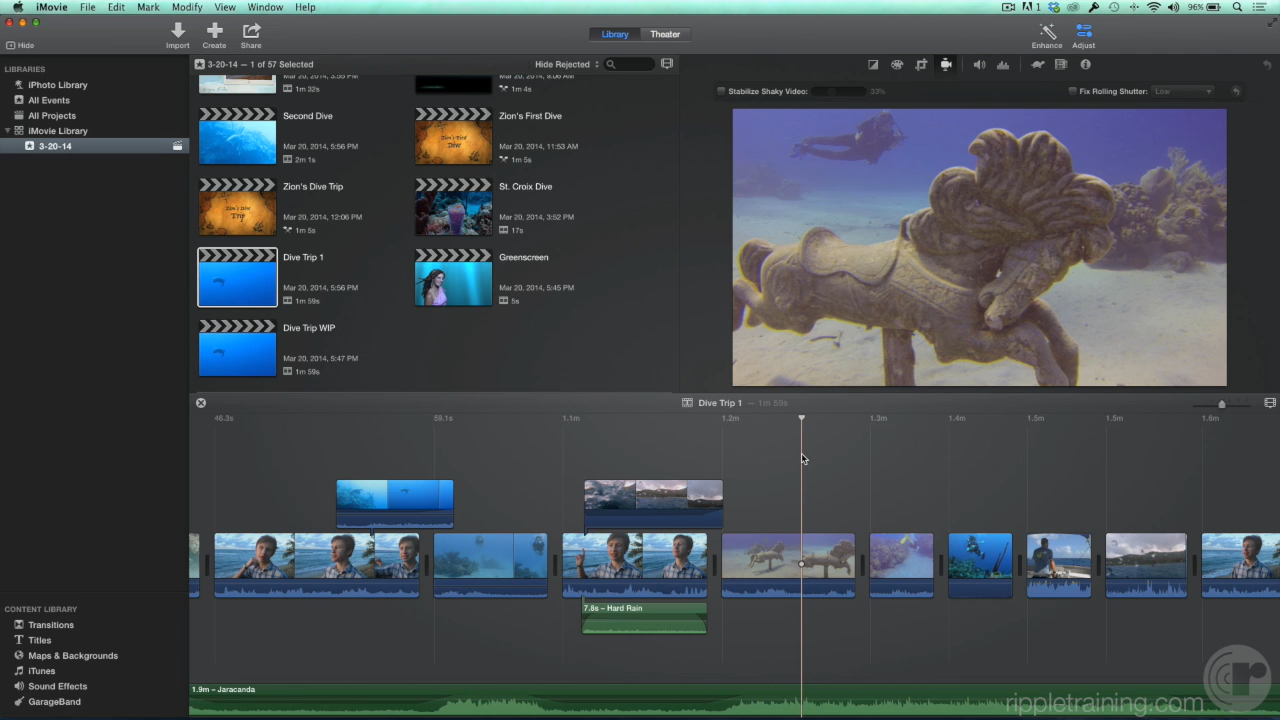 iMovie File Edit Mark Modify View Window Help
1 96%
Hide Import Create Share Library Theater Enhance Adjust
LIBRARIES
iPhoto Library
All Events
All Projects
iMovie Library
3-20-14
CONTENT LIBRARY
Transitions
Titles
Maps & Backgrounds
iTunes
Sound Effects
GarageBand
3-20-14 — 1 of 57 Selected Hide Rejected
1m 32s
1m 4s
Second Dive
Mar 20, 2014, 5:56 PM
2m 1s
Zion's First Dive
Mar 20, 2014, 11:53 AM
1m 5s
Zion's Dive Trip
Mar 20, 2014, 12:06 PM
1m 5s
St. Croix Dive
Mar 20, 2014, 3:52 PM
17s
Dive Trip 1
Mar 20, 2014, 5:56 PM
1m 59s
Greenscreen
Mar 20, 2014, 5:45 PM
5s
Dive Trip WIP
Mar 20, 2014, 5:47 PM
1m 59s
Stabilize Shaky Video: 33% Fix Rolling Shutter: Low
Dive Trip 1 — 1m 59s
46.3s 59.1s 1.1m 1.2m 1.3m 1.4m 1.5m 1.5m 1.6m
7.8s – Hard Rain
1.9m – Jaracanda
rippletraining.com